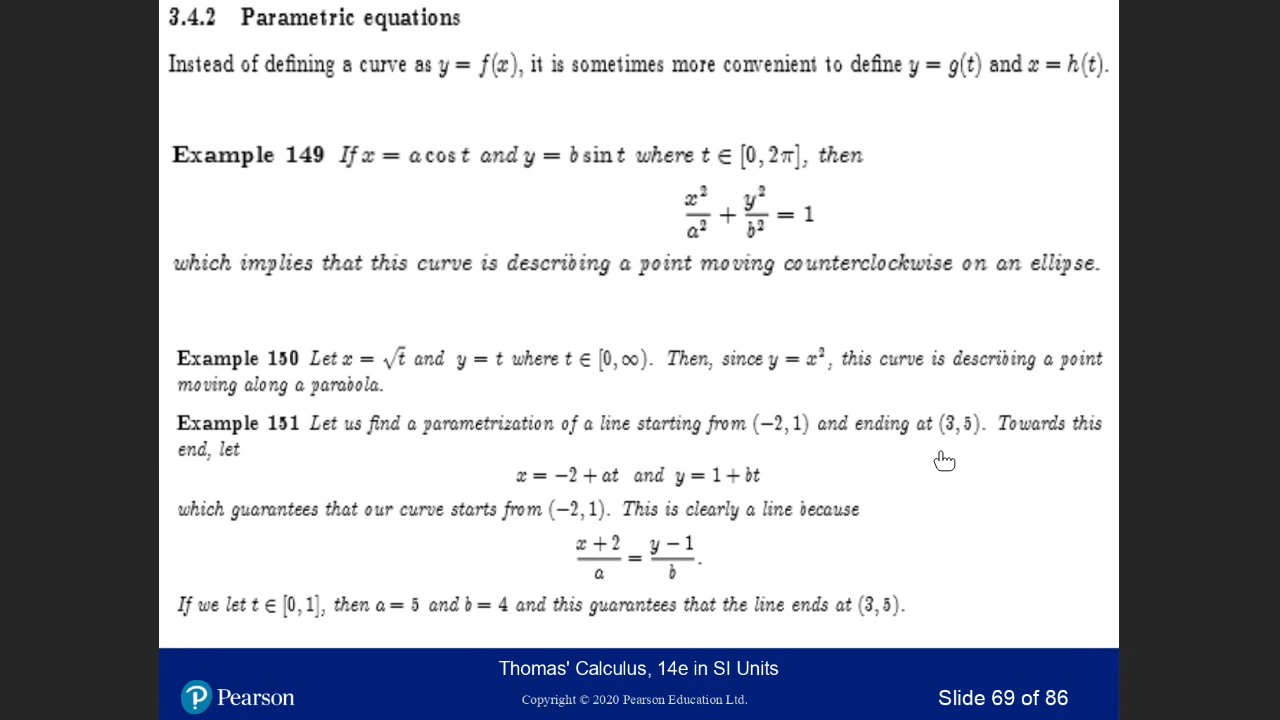 3.4.2 Parametric equations
Instead of defining a curve as y = f(x), it is sometimes more convenient to define y = g(t) and x = h(t).
Example 149 If x = a cos t and y = b sin t where t ∈ [0, 2π], then
x²/a² + y²/b² = 1
which implies that this curve is describing a point moving counterclockwise on an ellipse.
Example 150 Let x = √t and y = t where t ∈ [0, ∞). Then, since y = x², this curve is describing a point
moving along a parabola.
Example 151 Let us find a parametrization of a line starting from (−2, 1) and ending at (3, 5). Towards this
end, let
x = −2 + at and y = 1 + bt
which guarantees that our curve starts from (−2, 1). This is clearly a line because
(x + 2)/a = (y − 1)/b.
If we let t ∈ [0, 1], then a = 5 and b = 4 and this guarantees that the line ends at (3, 5).
Thomas' Calculus, 14e in SI Units
P Pearson
Copyright © 2020 Pearson Education Ltd.
Slide 69 of 86